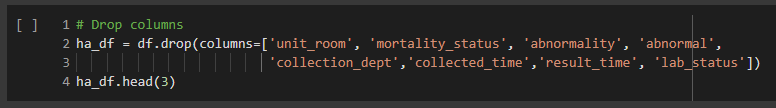 [ ] 1 # Drop columns
2 ha_df = df.drop(columns=['unit_room', 'mortality_status', 'abnormality', 'abnormal',
3 'collection_dept','collected_time','result_time', 'lab_status'])
4 ha_df.head(3)